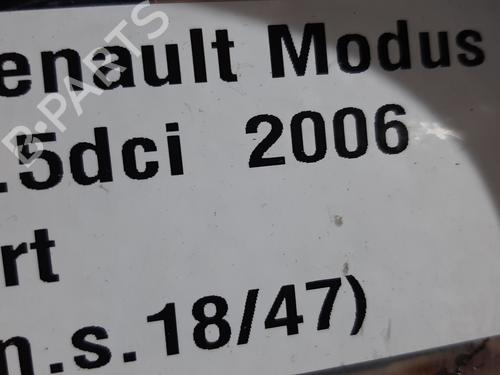 enault Modus
.5dci 2006
rt
n.s.18/47)
B-PARTS